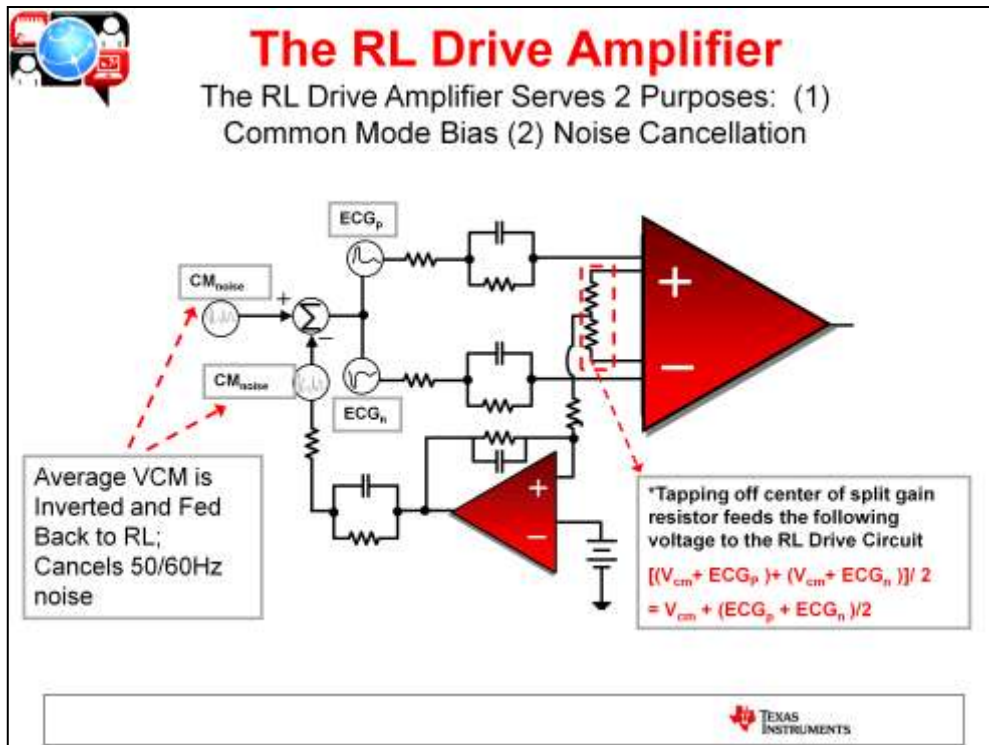 The RL Drive Amplifier
The RL Drive Amplifier Serves 2 Purposes: (1)
Common Mode Bias (2) Noise Cancellation
ECGp
CMnoise
+
Σ
−
CMnoise
ECGn
+
−
+
−
Average VCM is
Inverted and Fed
Back to RL;
Cancels 50/60Hz
noise
*Tapping off center of split gain
resistor feeds the following
voltage to the RL Drive Circuit
[(Vcm+ ECGP )+ (Vcm+ ECGn )]/ 2
= Vcm + (ECGp + ECGn )/2
TEXAS
INSTRUMENTS